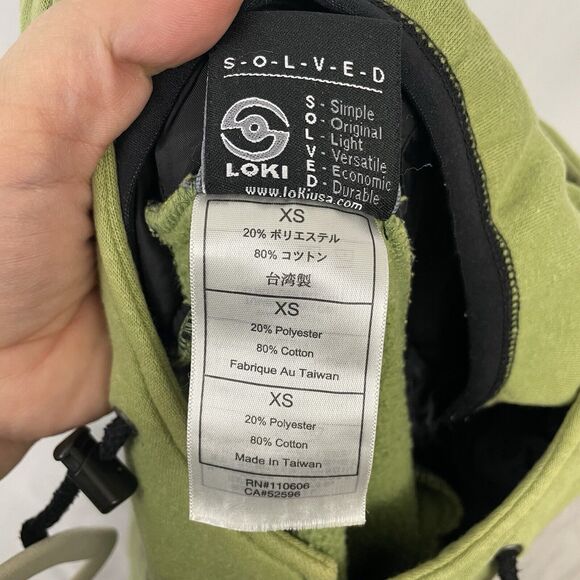 S-O-L-V-E-D
S - Simple
O - Original
L - Light
V - Versatile
E - Economic
D - Durable
LOKI
www.lokiusa.com
XS
20% ポリエステル
80% コツトン
台湾製
XS
20% Polyester
80% Cotton
Fabrique Au Taiwan
XS
20% Polyester
80% Cotton
Made In Taiwan
RN#110606
CA#52596